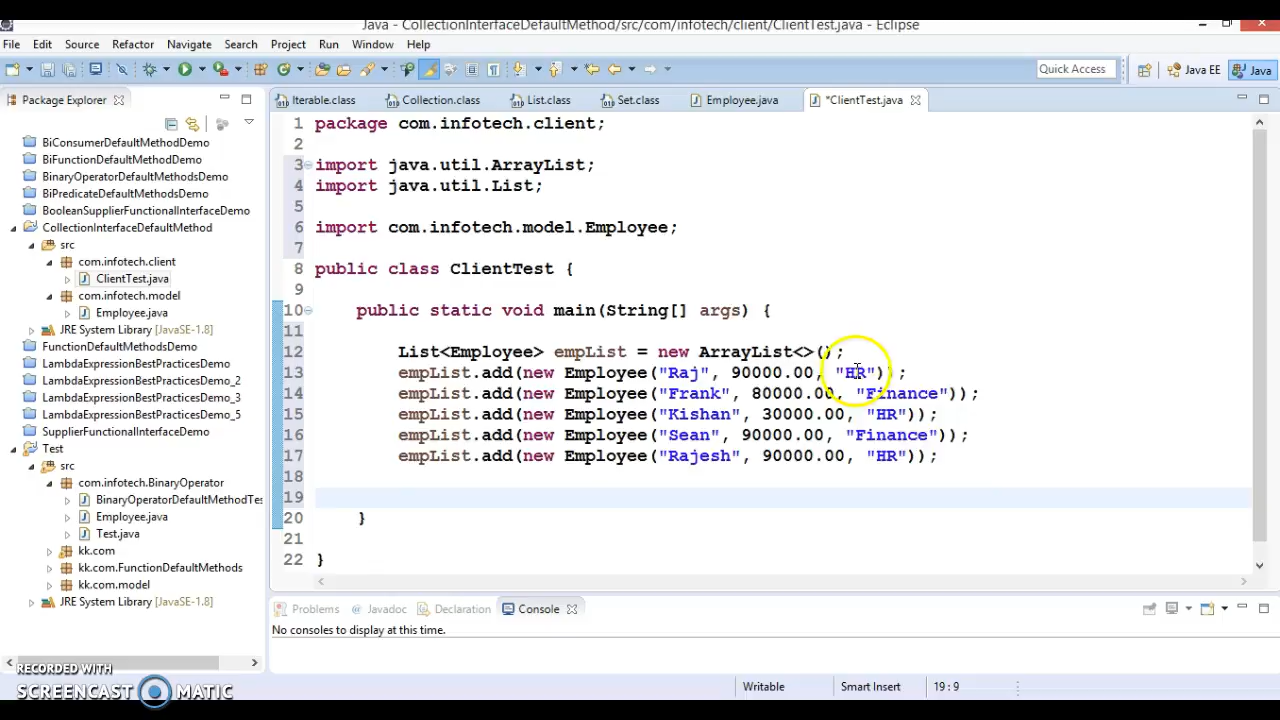 Java - CollectionInterfaceDefaultMethod/src/com/infotech/client/ClientTest.java - Eclipse
File Edit Source Refactor Navigate Search Project Run Window Help
Quick Access Java EE Java
Package Explorer Iterable.class Collection.class List.class Set.class Employee.java *ClientTest.java
BiConsumerDefaultMethodDemo
BiFunctionDefaultMethodDemo
BinaryOperatorDefaultMethodsDemo
BiPredicateDefaultMethodsDemo
BooleanSupplierFunctionalInterfaceDemo
CollectionInterfaceDefaultMethod
src
com.infotech.client
ClientTest.java
com.infotech.model
Employee.java
JRE System Library [JavaSE-1.8]
FunctionDefaultMethodsDemo
LambdaExpressionBestPracticesDemo
LambdaExpressionBestPracticesDemo_2
LambdaExpressionBestPracticesDemo_3
LambdaExpressionBestPracticesDemo_5
SupplierFunctionalInterfaceDemo
Test
src
com.infotech.BinaryOperator
BinaryOperatorDefaultMethodTe
Employee.java
Test.java
kk.com
kk.com.FunctionDefaultMethods
kk.com.model
JRE System Library [JavaSE-1.8]
1 package com.infotech.client;
2
3 import java.util.ArrayList;
4 import java.util.List;
5
6 import com.infotech.model.Employee;
7
8 public class ClientTest {
9
10 public static void main(String[] args) {
11
12 List<Employee> empList = new ArrayList<>();
13 empList.add(new Employee("Raj", 90000.00, "HR"));
14 empList.add(new Employee("Frank", 80000.00, "Finance"));
15 empList.add(new Employee("Kishan", 30000.00, "HR"));
16 empList.add(new Employee("Sean", 90000.00, "Finance"));
17 empList.add(new Employee("Rajesh", 90000.00, "HR"));
18
19
20 }
21
22 }
Problems Javadoc Declaration Console
No consoles to display at this time.
Writable Smart Insert 19 : 9
RECORDED WITH
SCREENCAST MATIC